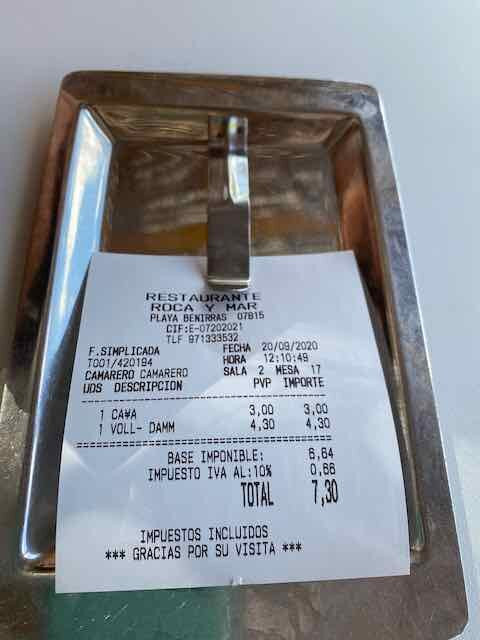 RESTAURANTE
ROCA Y MAR
PLAYA BENIRRAS 07815
CIF:E-07202021
TLF 971333532
F.SIMPLICADA FECHA 20/09/2020
T001/420194 HORA 12:10:49
CAMARERO CAMARERO SALA 2 MESA 17
UDS DESCRIPCION PVP IMPORTE
1 CA¥A 3,00 3,00
1 VOLL- DAMM 4,30 4,30
BASE IMPONIBLE: 6,64
IMPUESTO IVA AL:10% 0,66
TOTAL 7,30
IMPUESTOS INCLUIDOS
*** GRACIAS POR SU VISITA ***